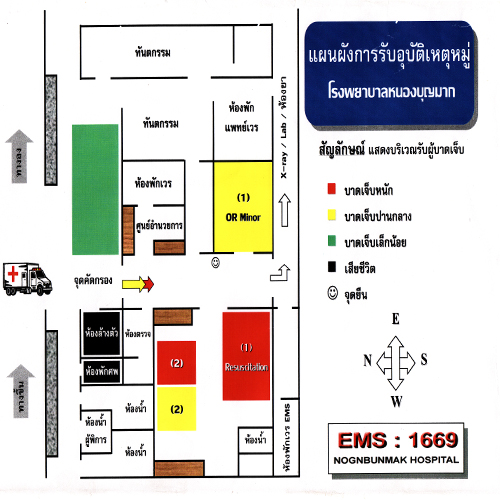 แผนผังการรับอุบัติเหตุหมู่
โรงพยาบาลหนองบุญมาก
สัญลักษณ์ แสดงบริเวณรับผู้บาดเจ็บ
บาดเจ็บหนัก
บาดเจ็บปานกลาง
บาดเจ็บเล็กน้อย
เสียชีวิต
จุดยืน
E
N
S
W
EMS : 1669
NOGNBUNMAK HOSPITAL
ทันตกรรม
ทันตกรรม
ห้องพัก
แพทย์เวร
X-ray / Lab / ห้องยา
ห้องพักเวร
ศูนย์อำนวยการ
(1)
OR Minor
ทางออก
จุดคัดกรอง
ห้องล้างตัว
ห้องตรวจ
ห้องพักศพ
(2)
(1)
Resuscitation
(2)
ห้องน้ำ
ห้องน้ำ
ผู้พิการ
ห้องน้ำ
ห้องน้ำ
ห้องพักเวร EMS
ทางเข้า